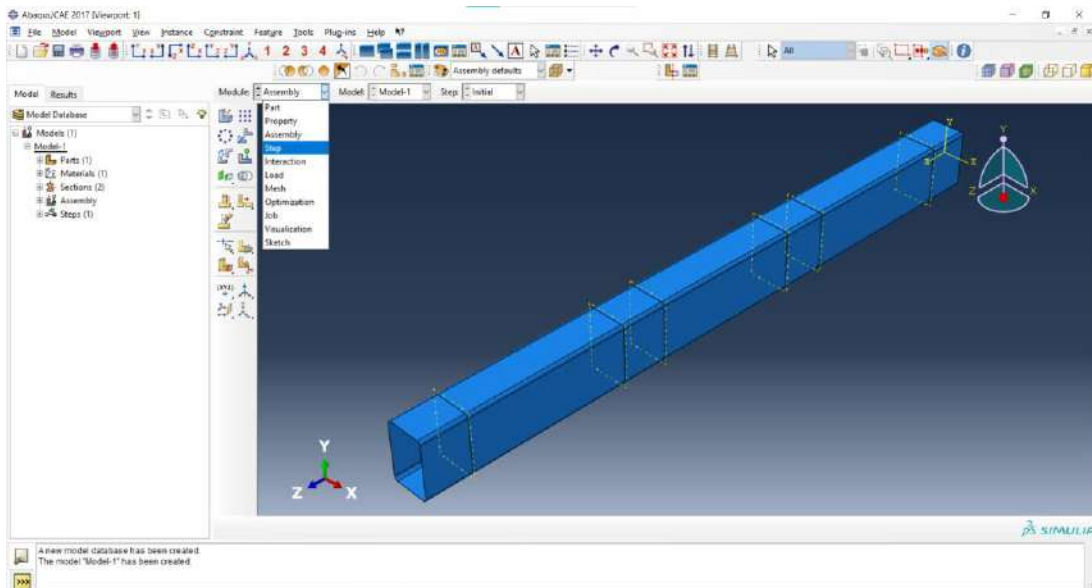 Abaqus/CAE 2017 [Viewport: 1]
File Model Viewport View Instance Constraint Feature Tools Plug-ins Help
1 2 3 4 A All
Assembly defaults
Model Results
Module: Assembly Model: Model-1 Step: Initial
Model Database
Models (1)
Model-1
Parts (1)
Materials (1)
Sections (2)
Assembly
Steps (1)
Part
Property
Assembly
Step
Interaction
Load
Mesh
Optimization
Job
Visualization
Sketch
(XYZ)
Y
Z X
Y
Z X
SIMULIA
A new model database has been created.
The model "Model-1" has been created.
>>>